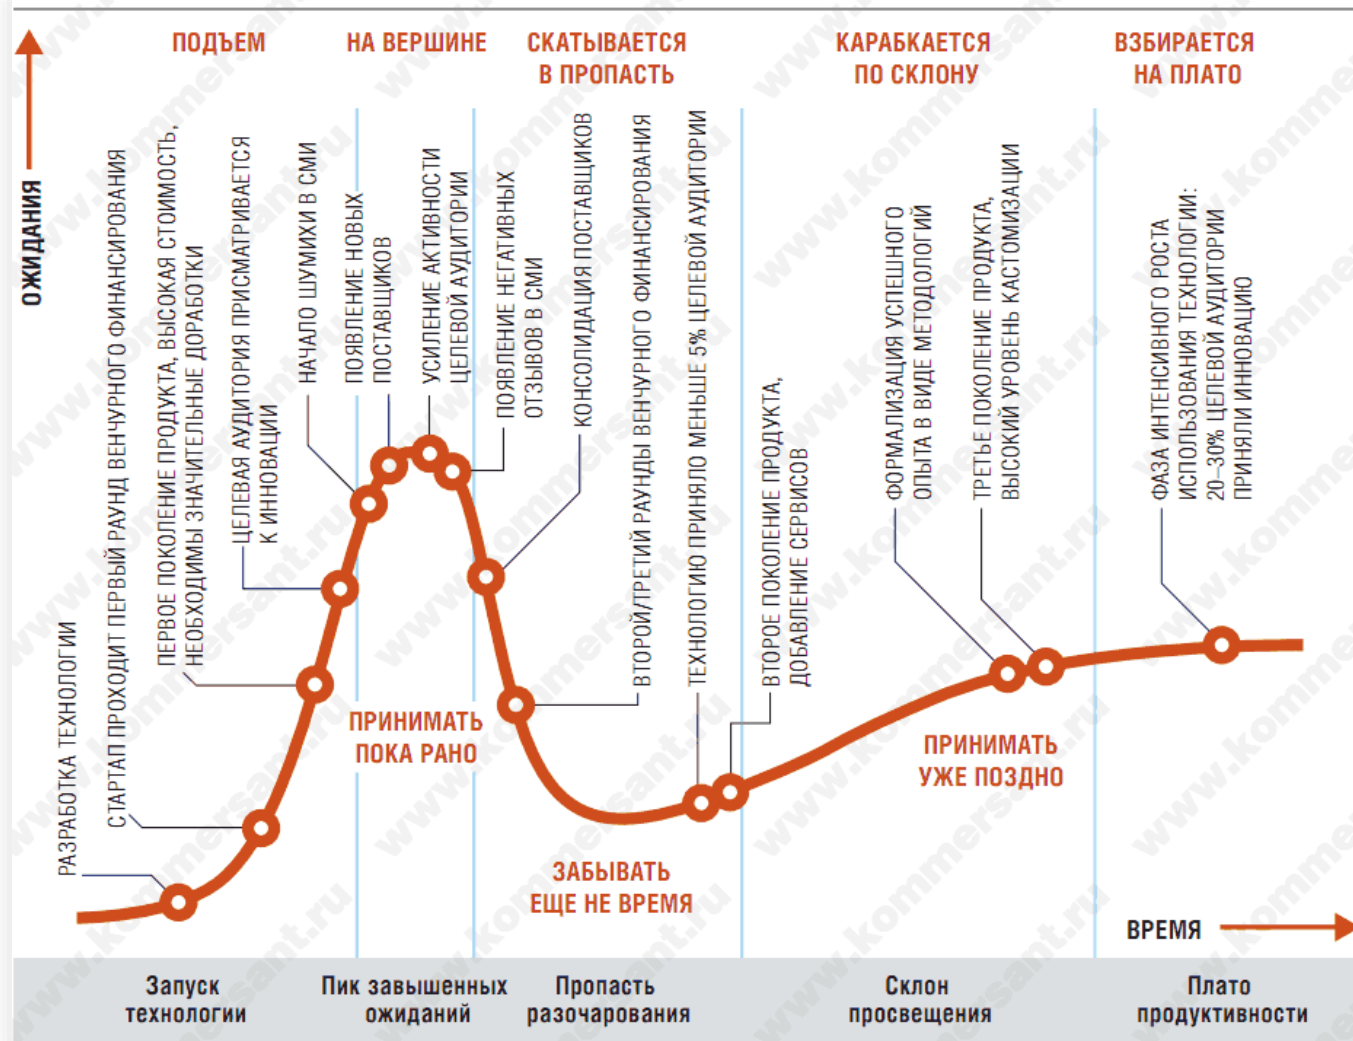 ПОДЪЕМ
НА ВЕРШИНЕ
СКАТЫВАЕТСЯ
В ПРОПАСТЬ
КАРАБКАЕТСЯ
ПО СКЛОНУ
ВЗБИРАЕТСЯ
НА ПЛАТО
ОЖИДАНИЯ
РАЗРАБОТКА ТЕХНОЛОГИИ
СТАРТАП ПРОХОДИТ ПЕРВЫЙ РАУНД ВЕНЧУРНОГО ФИНАНСИРОВАНИЯ
ПЕРВОЕ ПОКОЛЕНИЕ ПРОДУКТА, ВЫСОКАЯ СТОИМОСТЬ,
НЕОБХОДИМЫ ЗНАЧИТЕЛЬНЫЕ ДОРАБОТКИ
ЦЕЛЕВАЯ АУДИТОРИЯ ПРИСМАТРИВАЕТСЯ
К ИННОВАЦИИ
НАЧАЛО ШУМИХИ В СМИ
ПОЯВЛЕНИЕ НОВЫХ
ПОСТАВЩИКОВ
УСИЛЕНИЕ АКТИВНОСТИ
ЦЕЛЕВОЙ АУДИТОРИИ
ПОЯВЛЕНИЕ НЕГАТИВНЫХ
ОТЗЫВОВ В СМИ
КОНСОЛИДАЦИЯ ПОСТАВЩИКОВ
ВТОРОЙ/ТРЕТИЙ РАУНДЫ ВЕНЧУРНОГО ФИНАНСИРОВАНИЯ
ТЕХНОЛОГИЮ ПРИНЯЛО МЕНЬШЕ 5% ЦЕЛЕВОЙ АУДИТОРИИ
ВТОРОЕ ПОКОЛЕНИЕ ПРОДУКТА,
ДОБАВЛЕНИЕ СЕРВИСОВ
ФОРМАЛИЗАЦИЯ УСПЕШНОГО
ОПЫТА В ВИДЕ МЕТОДОЛОГИЙ
ТРЕТЬЕ ПОКОЛЕНИЕ ПРОДУКТА,
ВЫСОКИЙ УРОВЕНЬ КАСТОМИЗАЦИИ
ФАЗА ИНТЕНСИВНОГО РОСТА
ИСПОЛЬЗОВАНИЯ ТЕХНОЛОГИИ:
20–30% ЦЕЛЕВОЙ АУДИТОРИИ
ПРИНЯЛИ ИННОВАЦИЮ
ПРИНИМАТЬ
ПОКА РАНО
ПРИНИМАТЬ
УЖЕ ПОЗДНО
ЗАБЫВАТЬ
ЕЩЕ НЕ ВРЕМЯ
ВРЕМЯ
Запуск
технологии
Пик завышенных
ожиданий
Пропасть
разочарования
Склон
просвещения
Плато
продуктивности
www.kommersant.ru